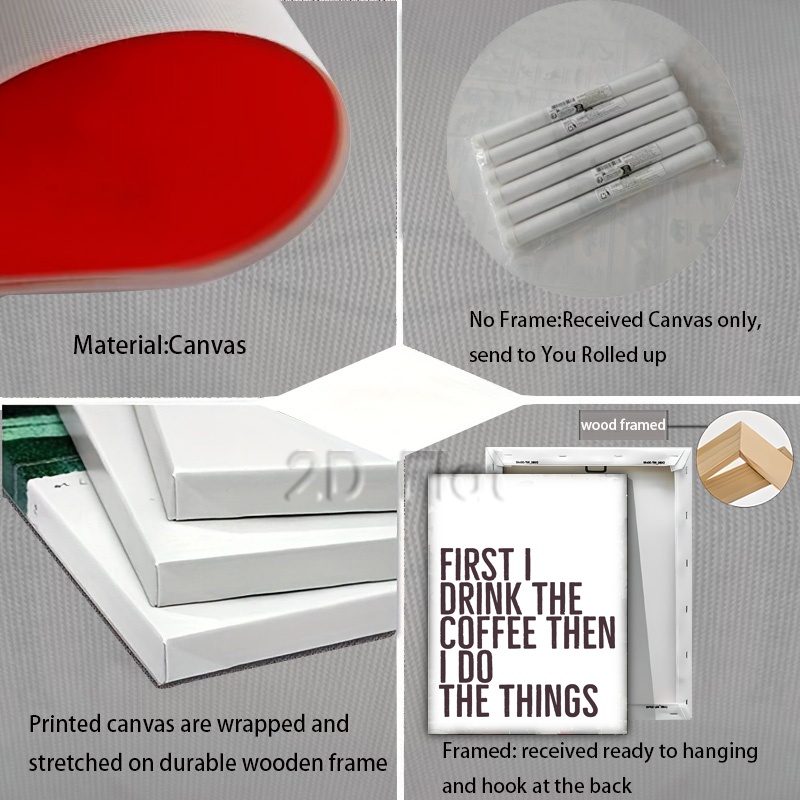 Material:Canvas
No Frame:Received Canvas only,
send to You Rolled up
2D Flat
wood framed
FIRST I
DRINK THE
COFFEE THEN
I DO
THE THINGS
Printed canvas are wrapped and
stretched on durable wooden frame
Framed: received ready to hanging
and hook at the back